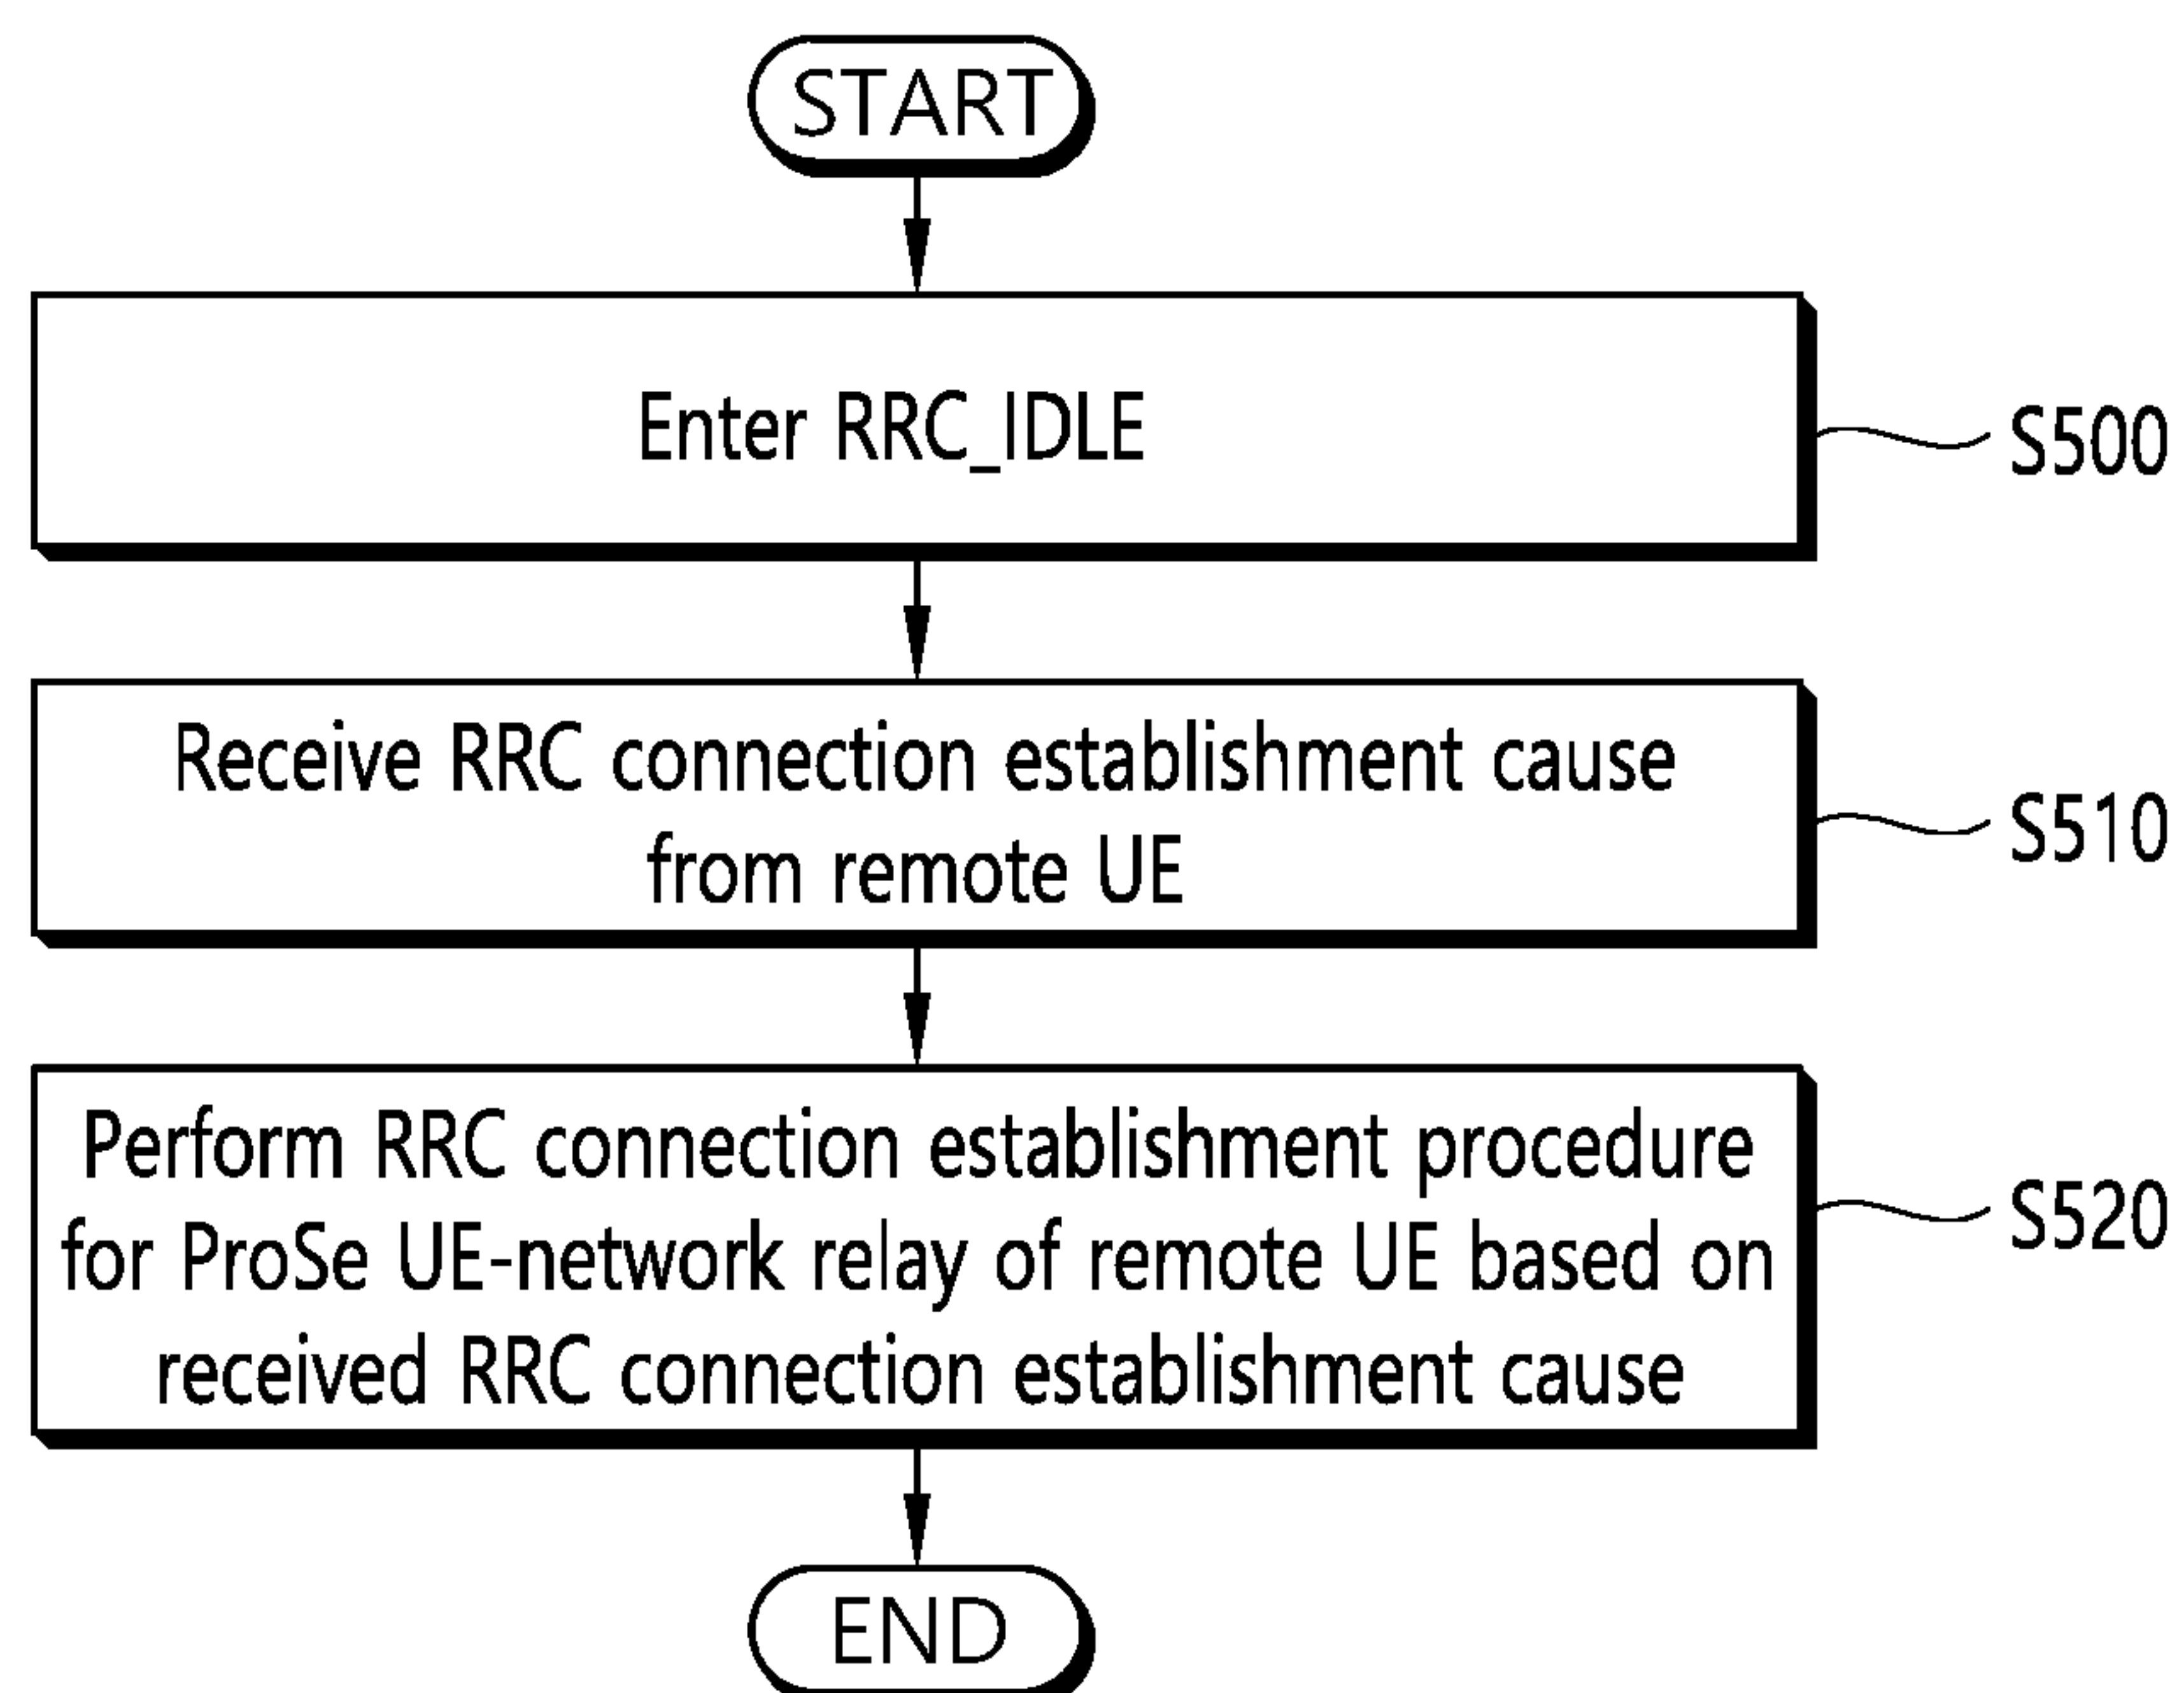 START
Enter RRC_IDLE
S500
Receive RRC connection establishment cause
from remote UE
S510
Perform RRC connection establishment procedure
for ProSe UE-network relay of remote UE based on
received RRC connection establishment cause
S520
END